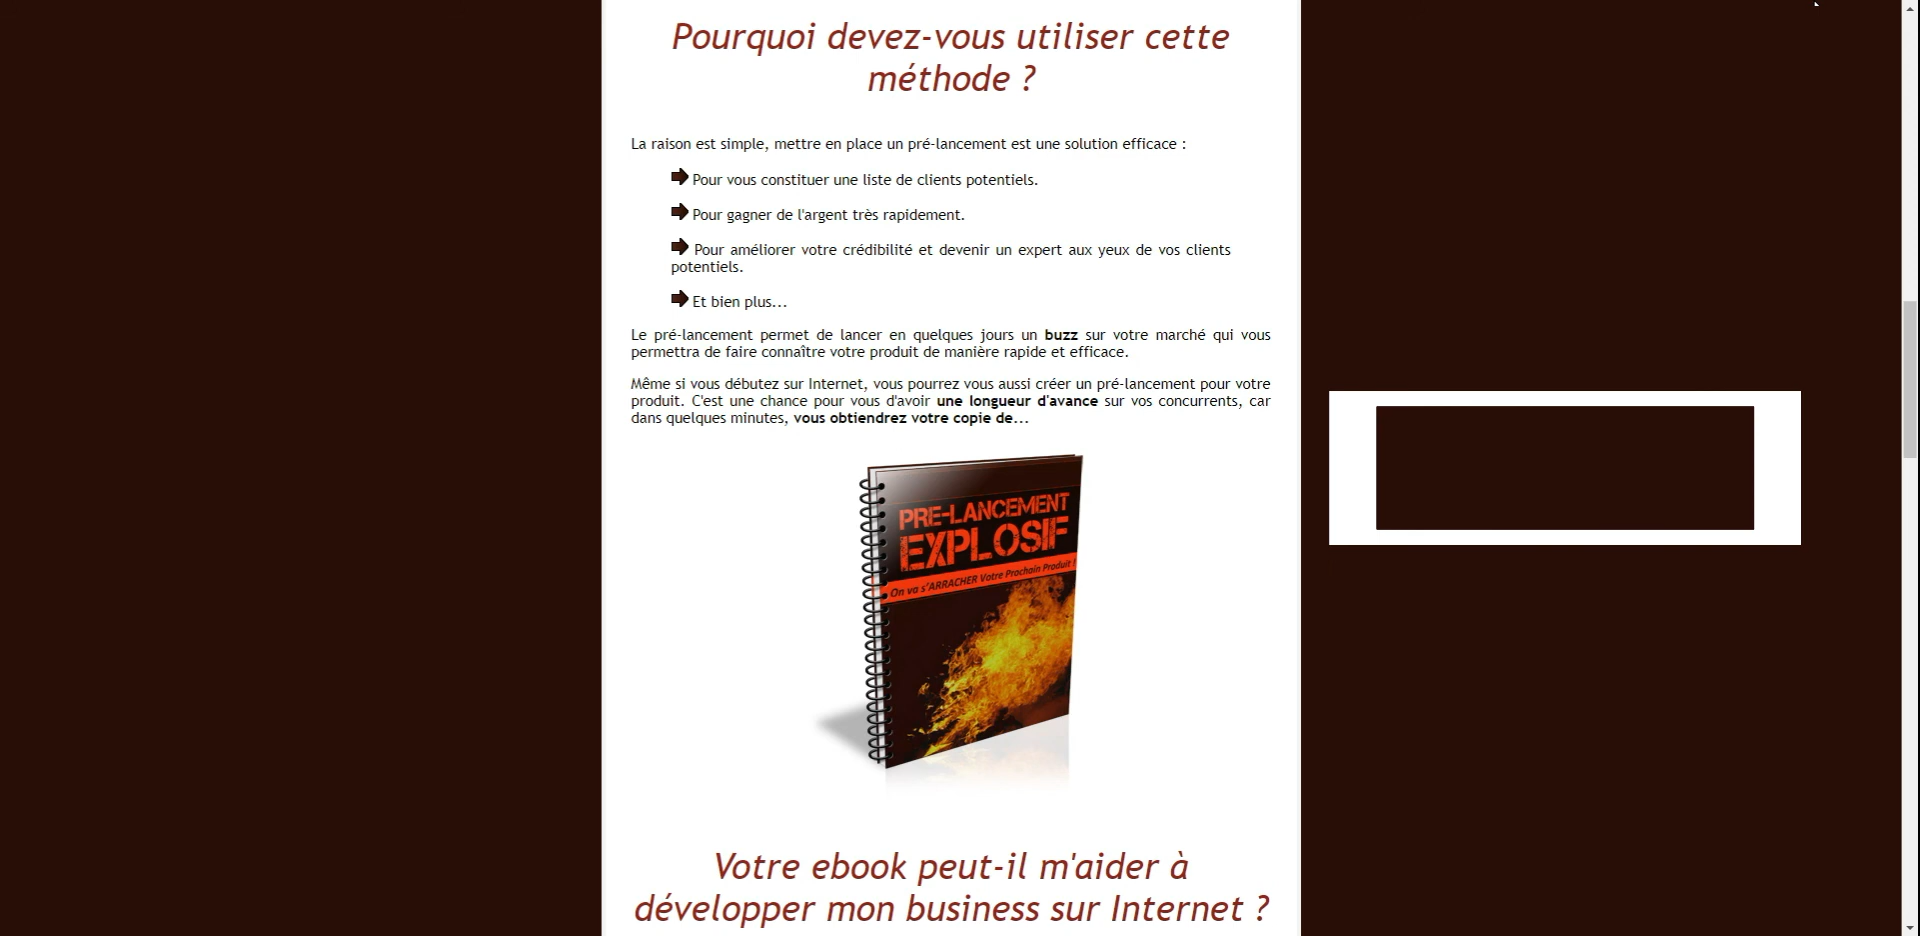 Pourquoi devez-vous utiliser cette
méthode ?
La raison est simple, mettre en place un pré-lancement est une solution efficace :
Pour vous constituer une liste de clients potentiels.
Pour gagner de l'argent très rapidement.
Pour améliorer votre crédibilité et devenir un expert aux yeux de vos clients
potentiels.
Et bien plus...
Le pré-lancement permet de lancer en quelques jours un buzz sur votre marché qui vous
permettra de faire connaître votre produit de manière rapide et efficace.
Même si vous débutez sur Internet, vous pourrez vous aussi créer un pré-lancement pour votre
produit. C'est une chance pour vous d'avoir une longueur d'avance sur vos concurrents, car
dans quelques minutes, vous obtiendrez votre copie de...
PRE-LANCEMENT
EXPLOSIF
On va s'ARRACHER Votre Prochain Produit !
Votre ebook peut-il m'aider à
développer mon business sur Internet ?